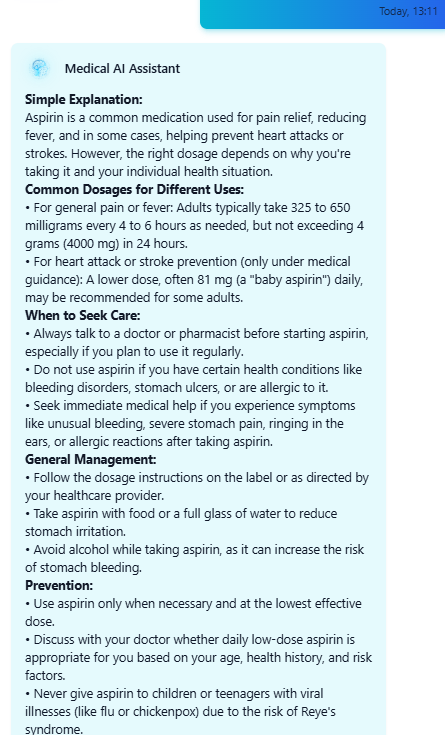 Today, 13:11
Medical AI Assistant
Simple Explanation:
Aspirin is a common medication used for pain relief, reducing
fever, and in some cases, helping prevent heart attacks or
strokes. However, the right dosage depends on why you're
taking it and your individual health situation.
Common Dosages for Different Uses:
• For general pain or fever: Adults typically take 325 to 650
milligrams every 4 to 6 hours as needed, but not exceeding 4
grams (4000 mg) in 24 hours.
• For heart attack or stroke prevention (only under medical
guidance): A lower dose, often 81 mg (a "baby aspirin") daily,
may be recommended for some adults.
When to Seek Care:
• Always talk to a doctor or pharmacist before starting aspirin,
especially if you plan to use it regularly.
• Do not use aspirin if you have certain health conditions like
bleeding disorders, stomach ulcers, or are allergic to it.
• Seek immediate medical help if you experience symptoms
like unusual bleeding, severe stomach pain, ringing in the
ears, or allergic reactions after taking aspirin.
General Management:
• Follow the dosage instructions on the label or as directed by
your healthcare provider.
• Take aspirin with food or a full glass of water to reduce
stomach irritation.
• Avoid alcohol while taking aspirin, as it can increase the risk
of stomach bleeding.
Prevention:
• Use aspirin only when necessary and at the lowest effective
dose.
• Discuss with your doctor whether daily low-dose aspirin is
appropriate for you based on your age, health history, and risk
factors.
• Never give aspirin to children or teenagers with viral
illnesses (like flu or chickenpox) due to the risk of Reye's
syndrome.